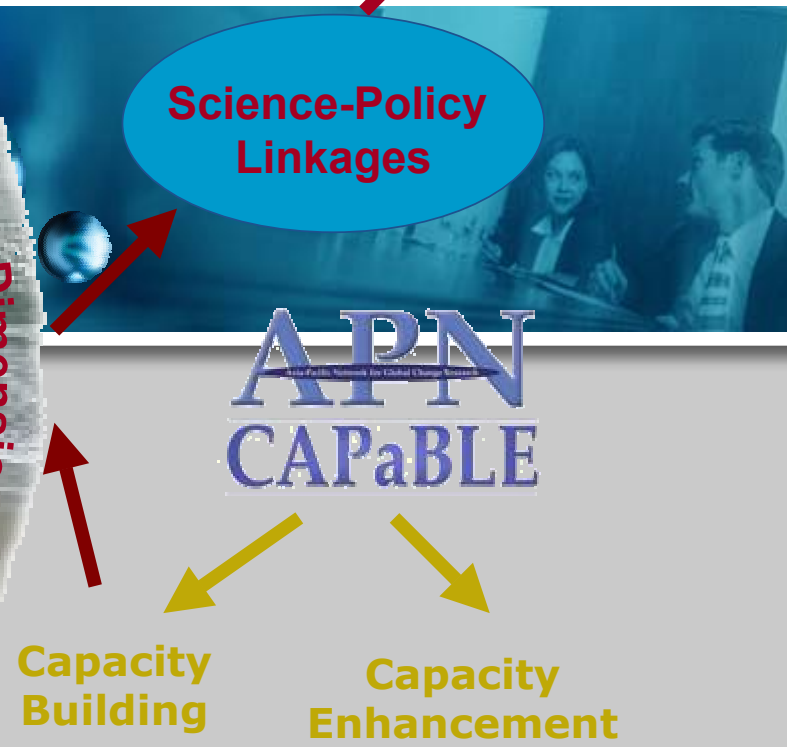 Science-Policy
Linkages
APN
Asia-Pacific Network for Global Change Research
CAPaBLE
Capacity
Building
Capacity
Enhancement